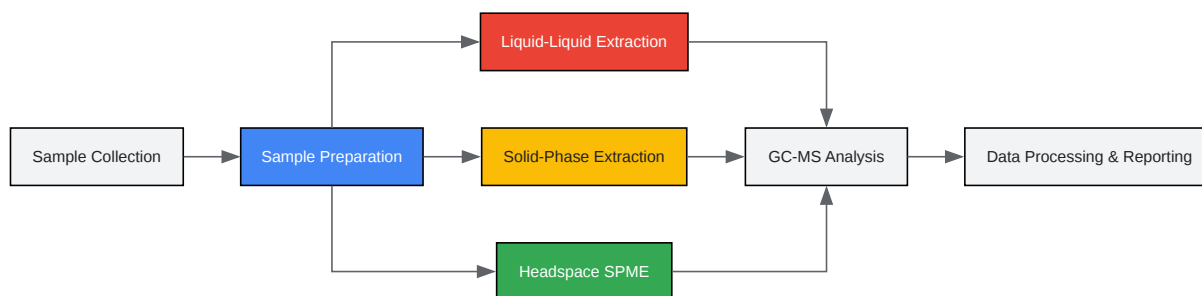 Liquid-Liquid Extraction
Sample Collection
Sample Preparation
Solid-Phase Extraction
GC-MS Analysis
Data Processing & Reporting
Headspace SPME